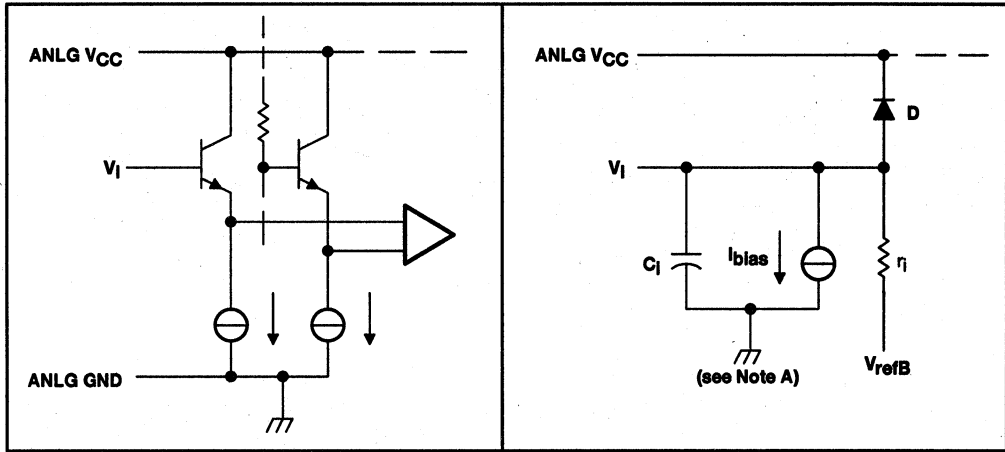 ANLG VCC
VI
ANLG GND
ANLG VCC
D
VI
Ci
Ibias
ri
VrefB
(see Note A)